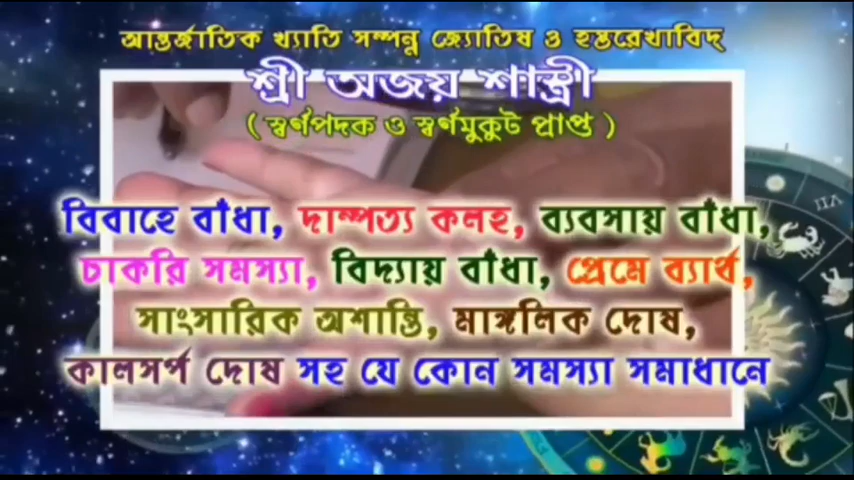 আন্তর্জাতিক খ্যাতি সম্পন্ন জ্যোতিষ ও হস্তরেখাবিদ্
শ্রী অজয় শাস্ত্রী
( স্বর্ণপদক ও স্বর্ণমুকুট প্রাপ্ত )
বিবাহে বাঁধা, দাম্পত্য কলহ, ব্যবসায় বাঁধা,
চাকরি সমস্যা, বিদ্যায় বাঁধা, প্রেমে ব্যার্থ,
সাংসারিক অশান্তি, মাঙ্গলিক দোষ,
কালসর্প দোষ সহ যে কোন সমস্যা সমাধানে